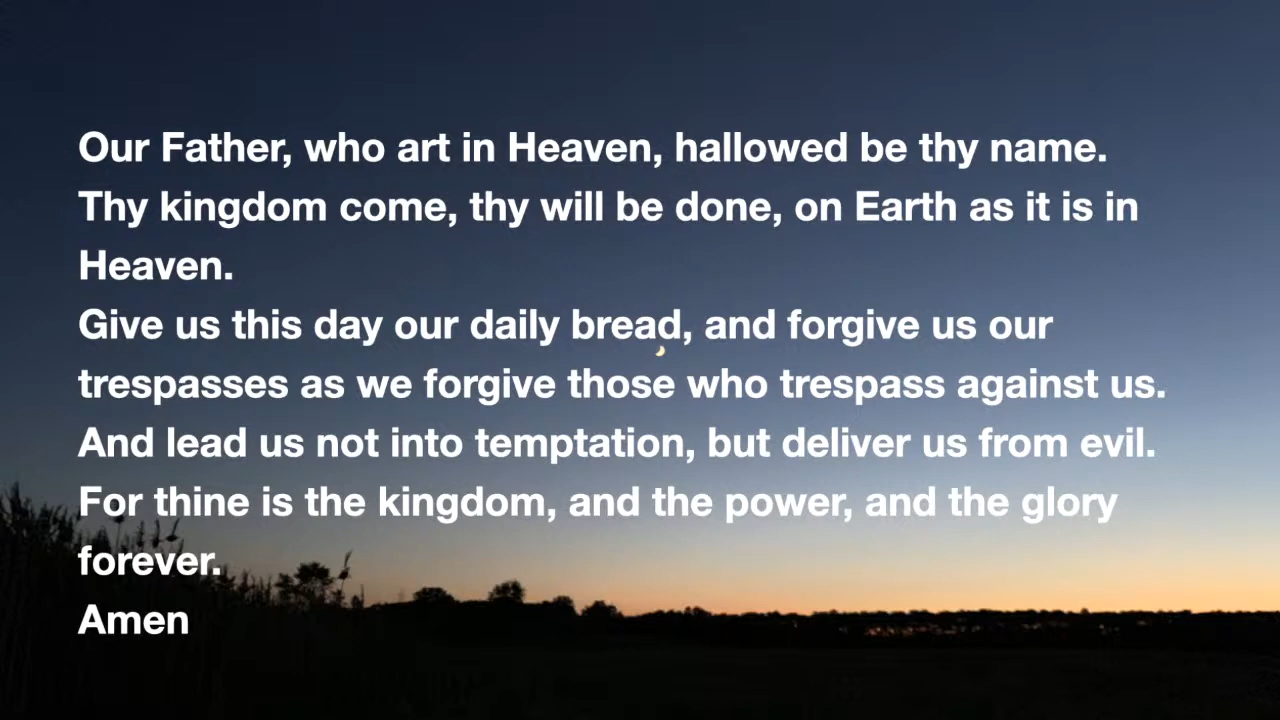 Our Father, who art in Heaven, hallowed be thy name.
Thy kingdom come, thy will be done, on Earth as it is in
Heaven.
Give us this day our daily bread, and forgive us our
trespasses as we forgive those who trespass against us.
And lead us not into temptation, but deliver us from evil.
For thine is the kingdom, and the power, and the glory
forever.
Amen